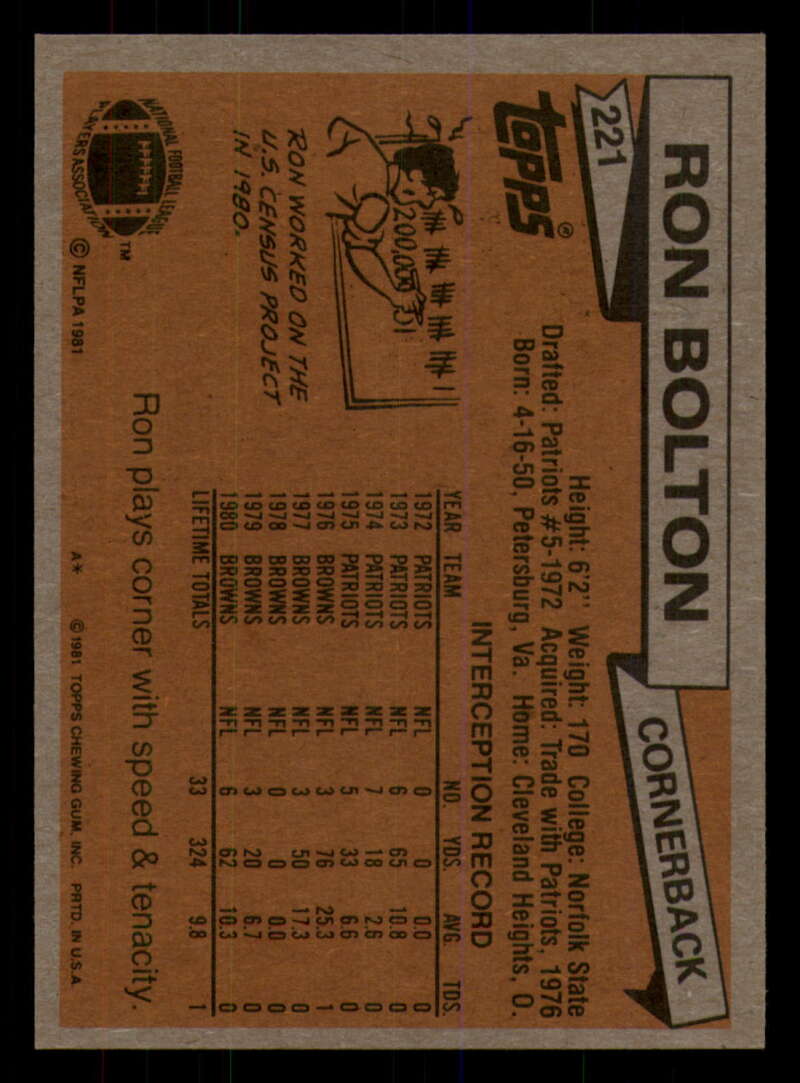 RON BOLTON
CORNERBACK
221
topps®
Height: 6'2" Weight: 170 College: Norfolk State
Drafted: Patriots #5-1972 Acquired: Trade with Patriots, 1976
Born: 4-16-50, Petersburg, Va. Home: Cleveland Heights, O.
200,000
RON WORKED ON THE
U.S. CENSUS PROJECT
IN 1980.
INTERCEPTION RECORD
YEAR TEAM NO. YDS. AVG. TDS.
1972 PATRIOTS NFL 0 0 0.0 0
1973 PATRIOTS NFL 6 65 10.8 0
1974 PATRIOTS NFL 7 18 2.6 0
1975 PATRIOTS NFL 5 33 6.6 0
1976 BROWNS NFL 3 76 25.3 1
1977 BROWNS NFL 3 50 17.3 0
1978 BROWNS NFL 0 0 0.0 0
1979 BROWNS NFL 3 20 6.7 0
1980 BROWNS NFL 6 62 10.3 0
LIFETIME TOTALS 33 324 9.8 1
NATIONAL FOOTBALL LEAGUE
PLAYERS ASSOCIATION
TM
© NFLPA 1981
Ron plays corner with speed & tenacity.
A* © 1981 TOPPS CHEWING GUM, INC. PRTD. IN U.S.A.